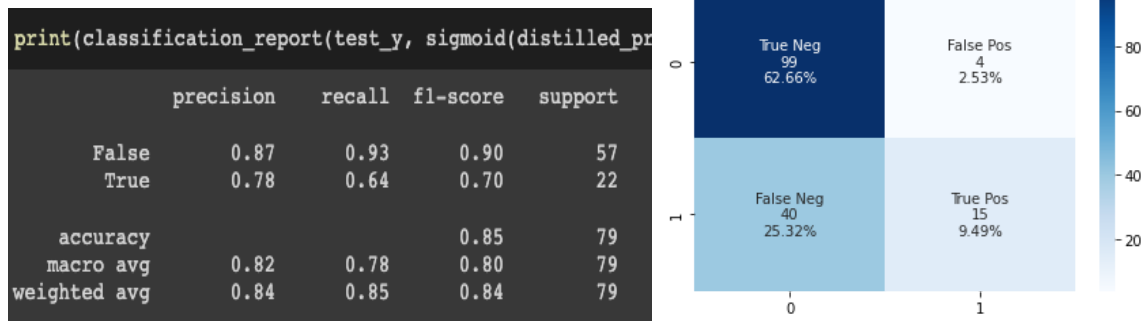 print(classification_report(test_y, sigmoid(distilled_pr
precision recall f1-score support
False 0.87 0.93 0.90 57
True 0.78 0.64 0.70 22
accuracy 0.85 79
macro avg 0.82 0.78 0.80 79
weighted avg 0.84 0.85 0.84 79
True Neg
99
62.66%
False Pos
4
2.53%
False Neg
40
25.32%
True Pos
15
9.49%
0
1
0 1
80
60
40
20